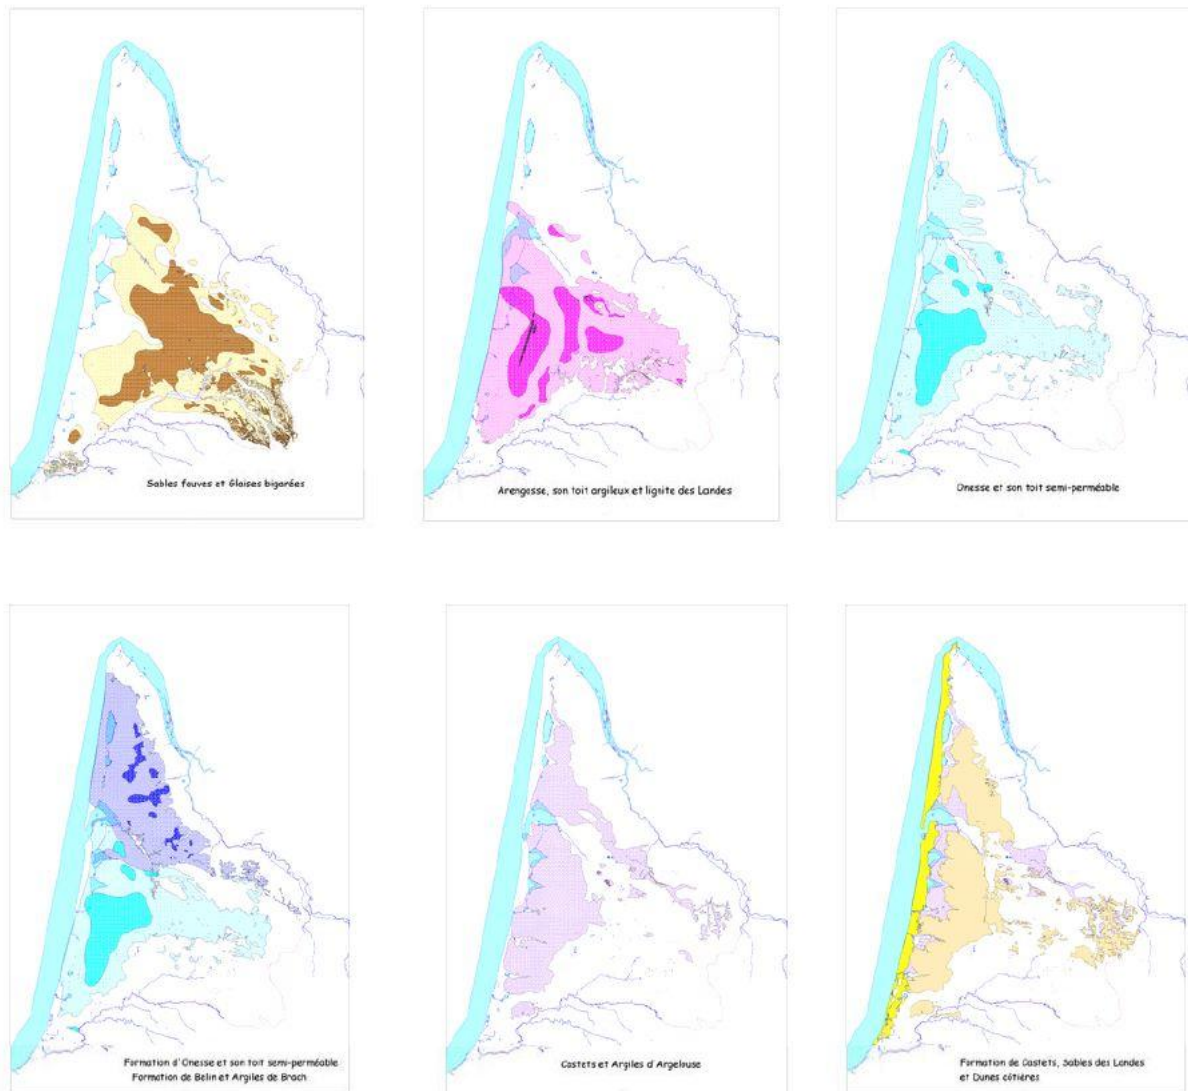 Sables fauves et Glaises bigarées
Arengosse, son toit argileux et lignite des Landes
Onesse et son toit semi-perméable
Formation d'Onesse et son toit semi-perméable
Formation de Belin et Argiles de Brach
Castets et Argiles d'Argelouse
Formation de Castets, Sables des Landes
et Dunes côtières